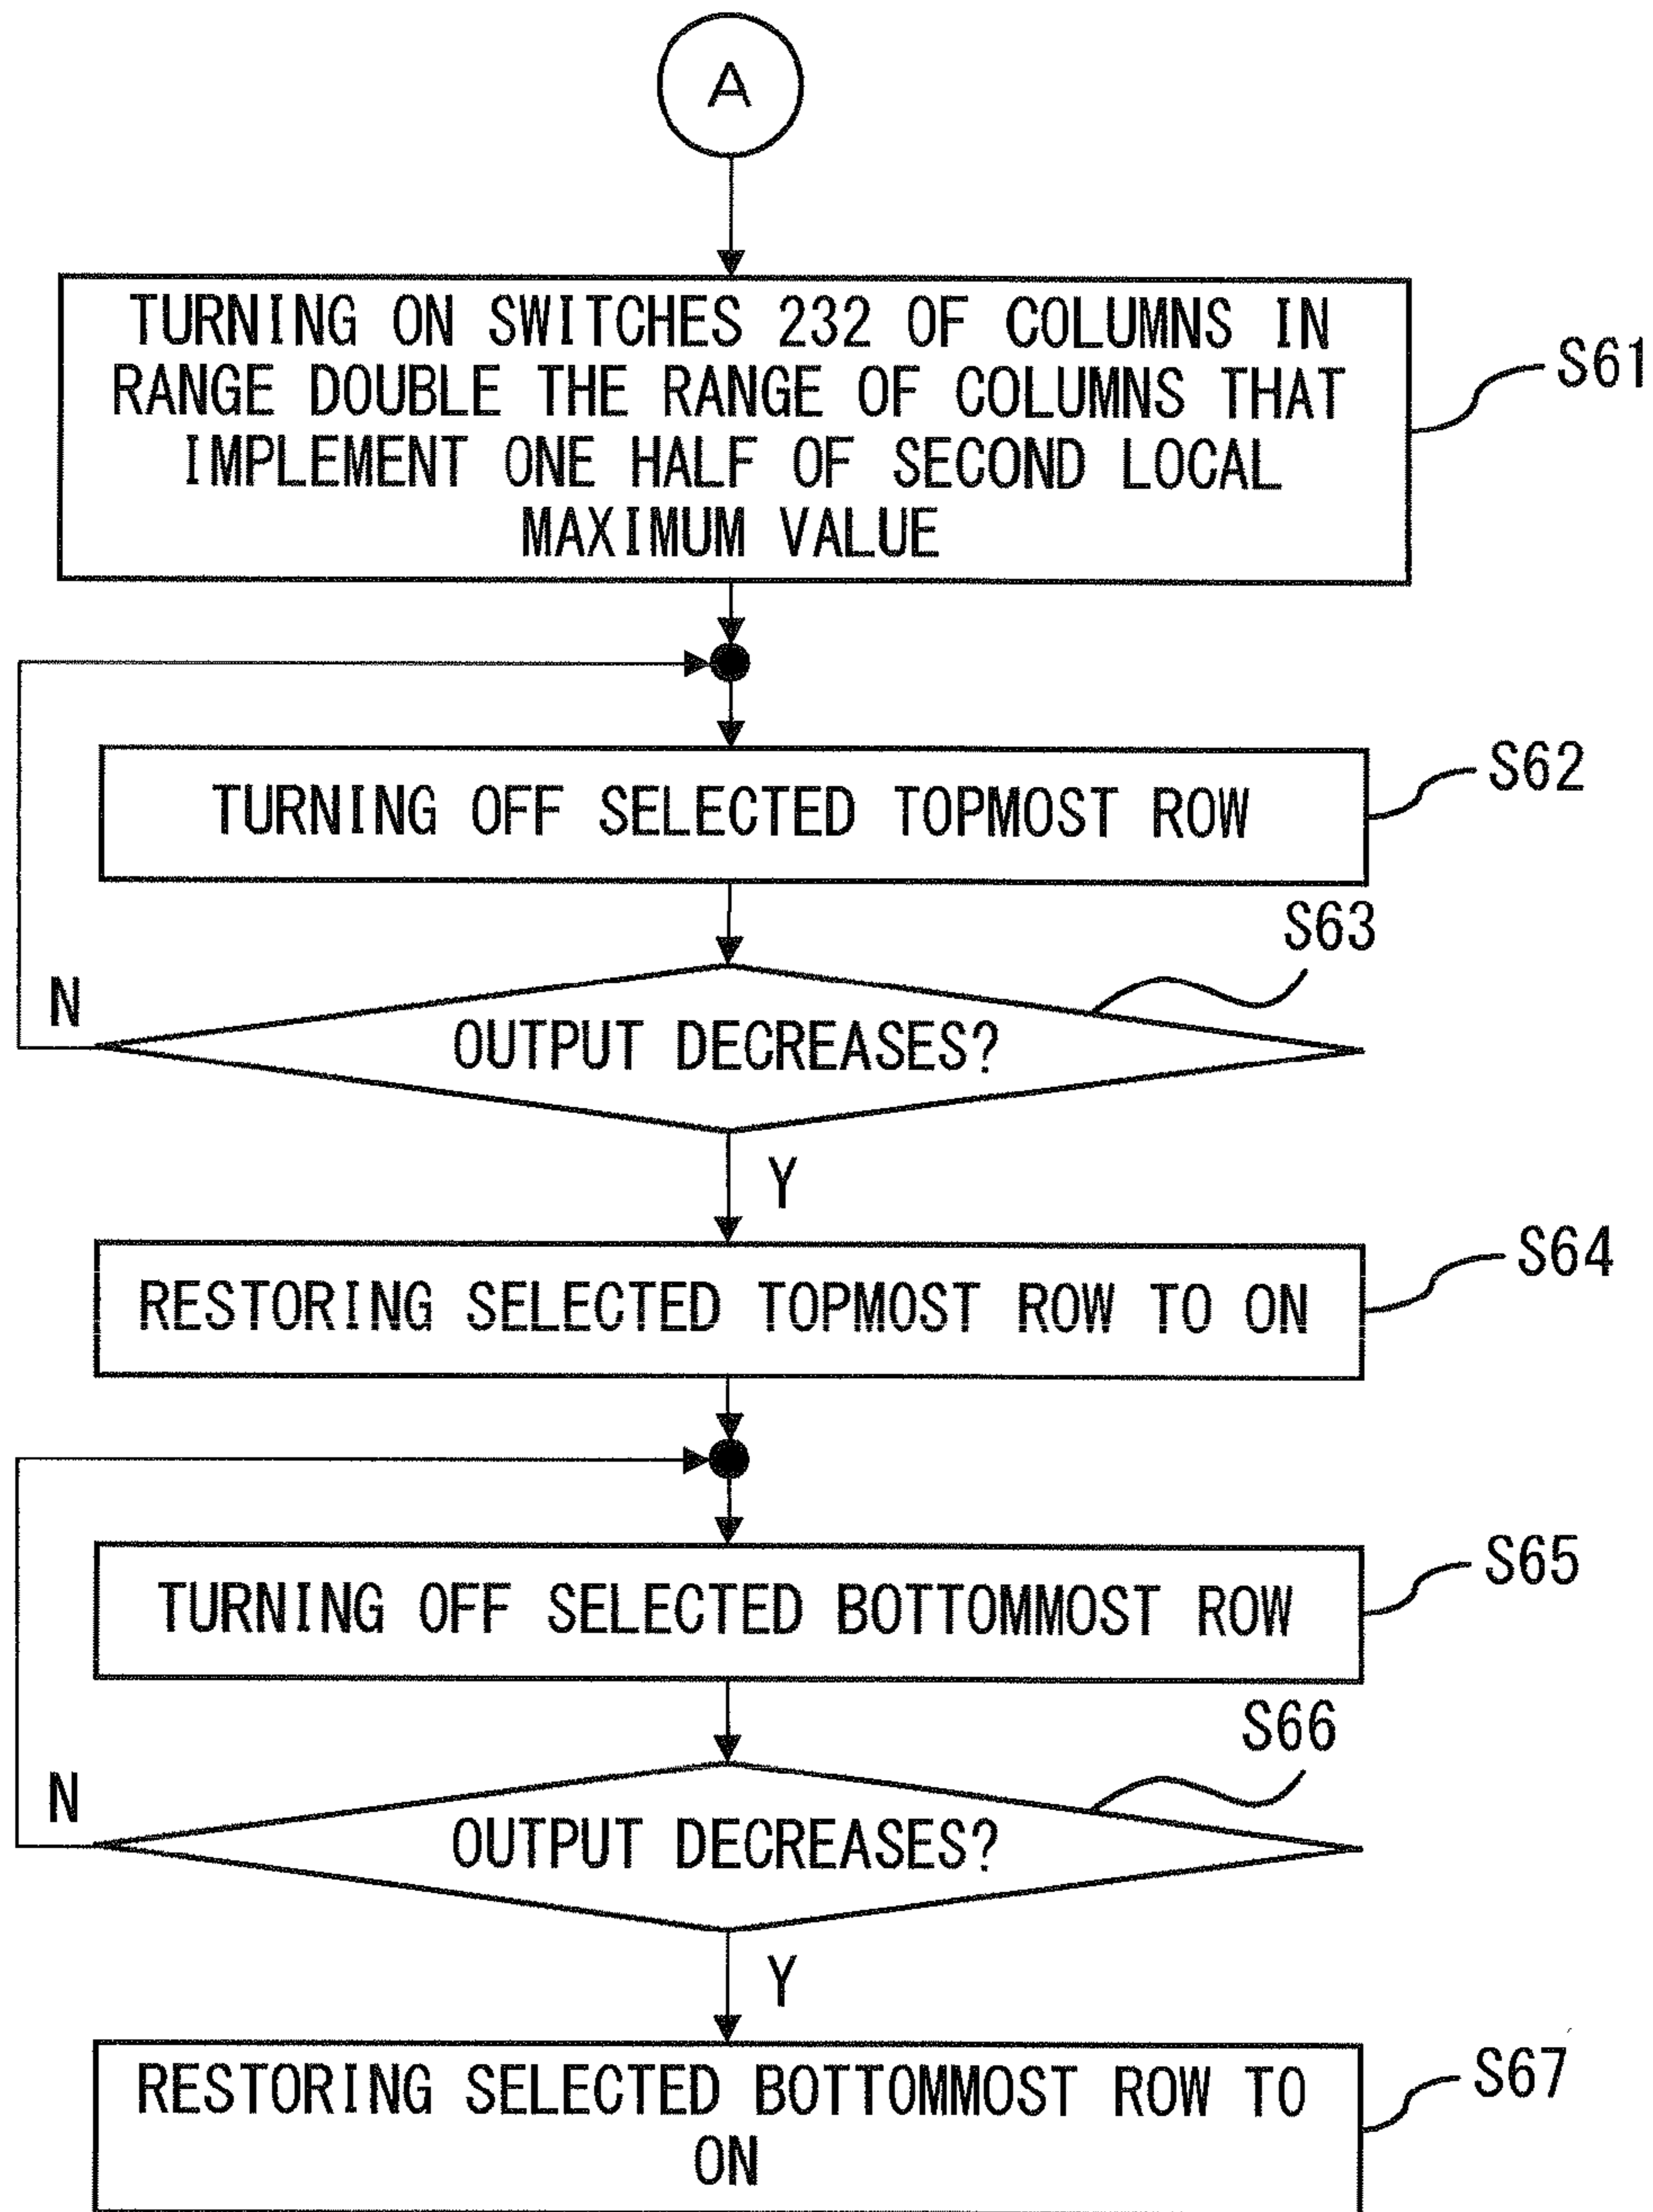 A
TURNING ON SWITCHES 232 OF COLUMNS IN
RANGE DOUBLE THE RANGE OF COLUMNS THAT
IMPLEMENT ONE HALF OF SECOND LOCAL
MAXIMUM VALUE
S61
TURNING OFF SELECTED TOPMOST ROW
S62
S63
OUTPUT DECREASES?
N
Y
RESTORING SELECTED TOPMOST ROW TO ON
S64
TURNING OFF SELECTED BOTTOMMOST ROW
S65
S66
OUTPUT DECREASES?
N
Y
RESTORING SELECTED BOTTOMMOST ROW TO
ON
S67